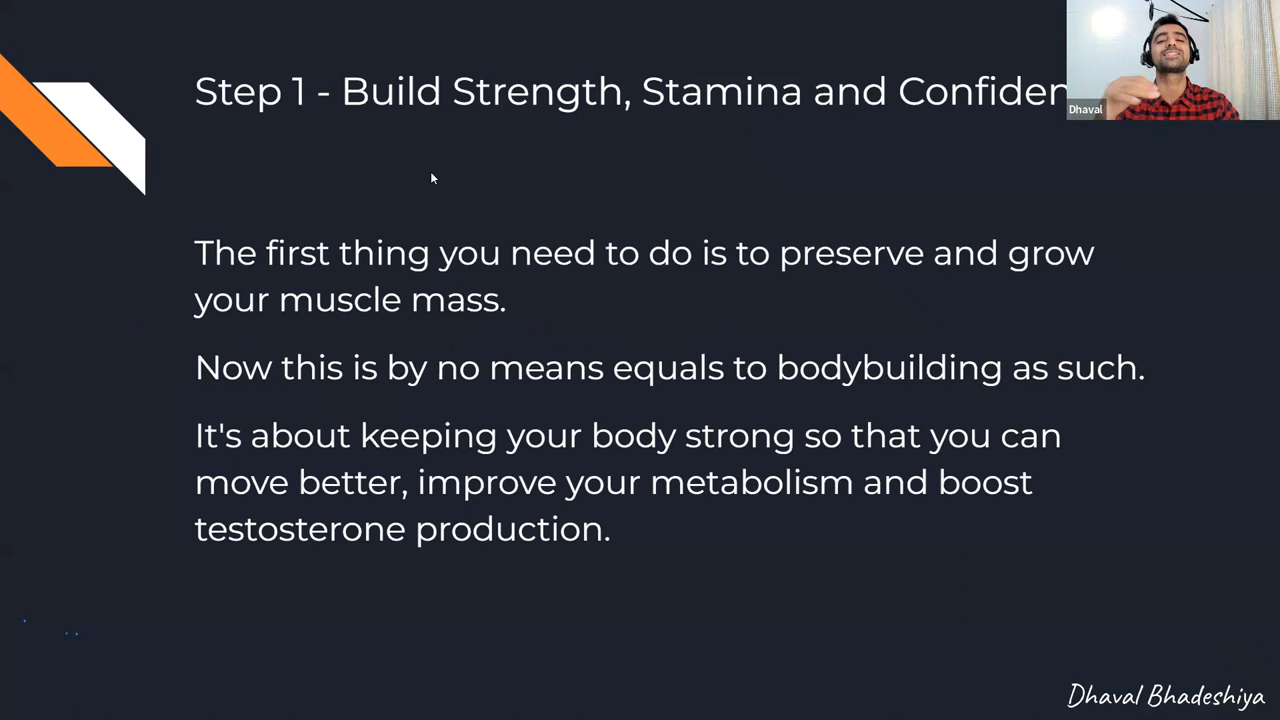 Step 1 - Build Strength, Stamina and Confiden
Dhaval
The first thing you need to do is to preserve and grow
your muscle mass.
Now this is by no means equals to bodybuilding as such.
It's about keeping your body strong so that you can
move better, improve your metabolism and boost
testosterone production.
Dhaval Bhadeshiya